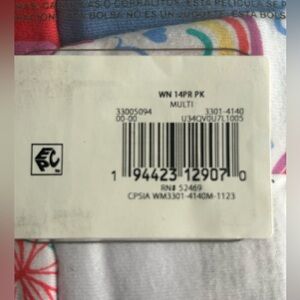 WN 14PR PK
MULTI
33005094 3301-4140
00-00 U34QV0U7L1005
1 94423 12907 0
RN# 52469
CPSIA WM3301-4140M-1123